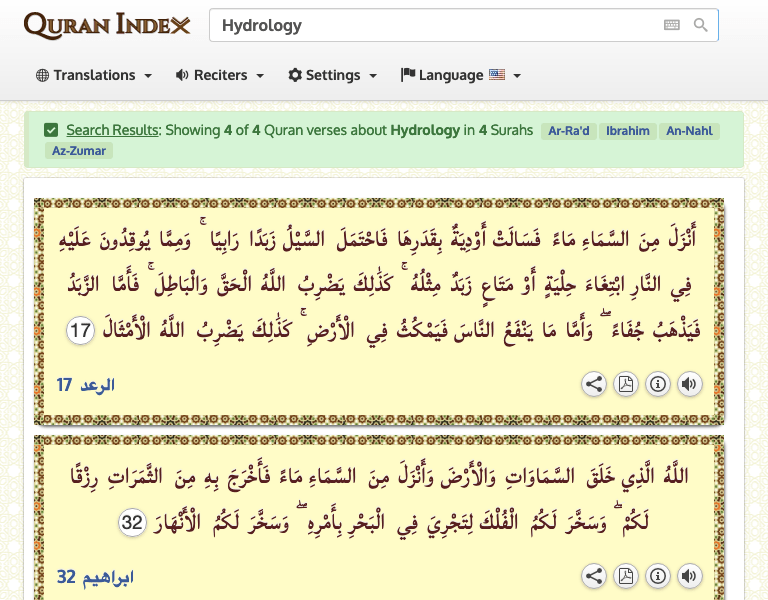 QURAN INDEX
Hydrology
Translations
Reciters
Settings
Language
Search Results: Showing 4 of 4 Quran verses about Hydrology in 4 Surahs Ar-Ra'd Ibrahim An-Nahl
Az-Zumar
أَنْزَلَ مِنَ السَّمَاءِ مَاءً فَسَالَتْ أَوْدِيَةٌ بِقَدَرِهَا فَاحْتَمَلَ السَّيْلُ زَبَدًا رَابِيًا ۚ وَمِمَّا يُوقِدُونَ عَلَيْهِ
فِي النَّارِ ابْتِغَاءَ حِلْيَةٍ أَوْ مَتَاعٍ زَبَدٌ مِثْلُهُ ۚ كَذَٰلِكَ يَضْرِبُ اللَّهُ الْحَقَّ وَالْبَاطِلَ ۚ فَأَمَّا الزَّبَدُ
فَيَذْهَبُ جُفَاءً ۖ وَأَمَّا مَا يَنْفَعُ النَّاسَ فَيَمْكُثُ فِي الْأَرْضِ ۚ كَذَٰلِكَ يَضْرِبُ اللَّهُ الْأَمْثَالَ 17
الرعد 17
اللَّهُ الَّذِي خَلَقَ السَّمَاوَاتِ وَالْأَرْضَ وَأَنْزَلَ مِنَ السَّمَاءِ مَاءً فَأَخْرَجَ بِهِ مِنَ الثَّمَرَاتِ رِزْقًا
لَكُمْ ۖ وَسَخَّرَ لَكُمُ الْفُلْكَ لِتَجْرِيَ فِي الْبَحْرِ بِأَمْرِهِ ۖ وَسَخَّرَ لَكُمُ الْأَنْهَارَ 32
ابراهيم 32